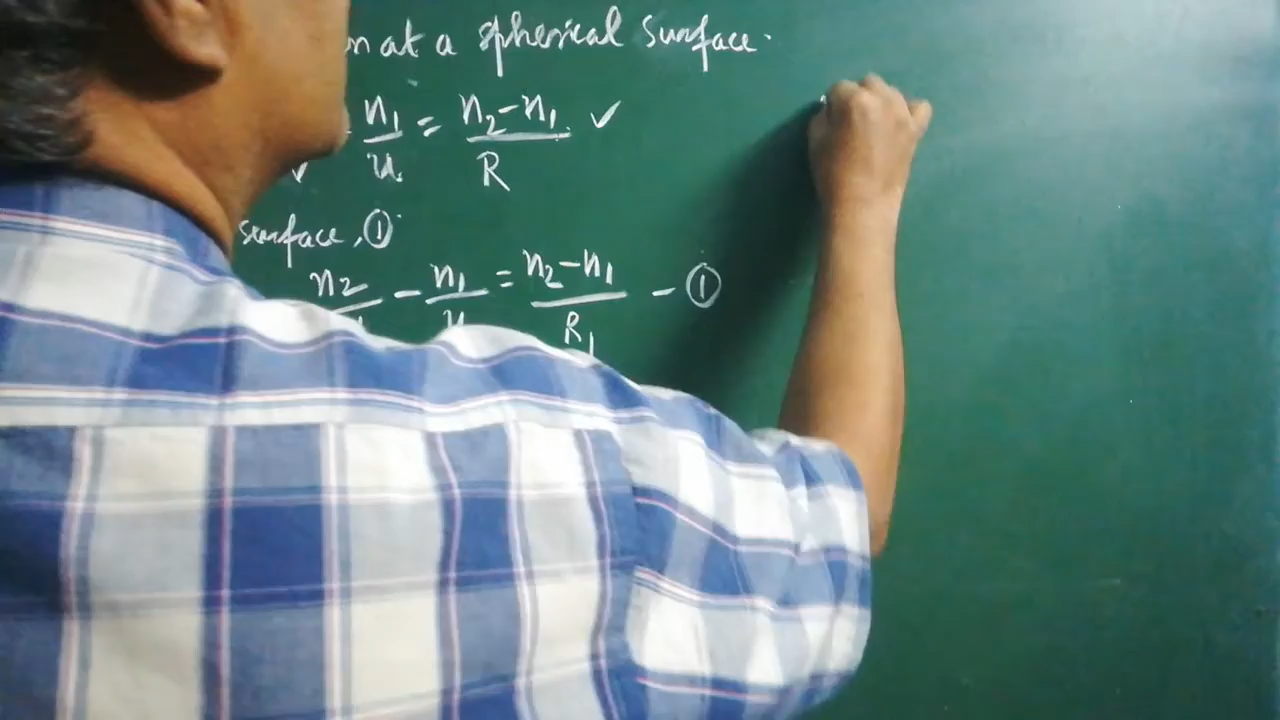 at a spherical surface.
n₁/u = (n₂ - n₁)/R ✓
surface, ①
n₂ - n₁ = (n₂ - n₁)/R₁ - ①